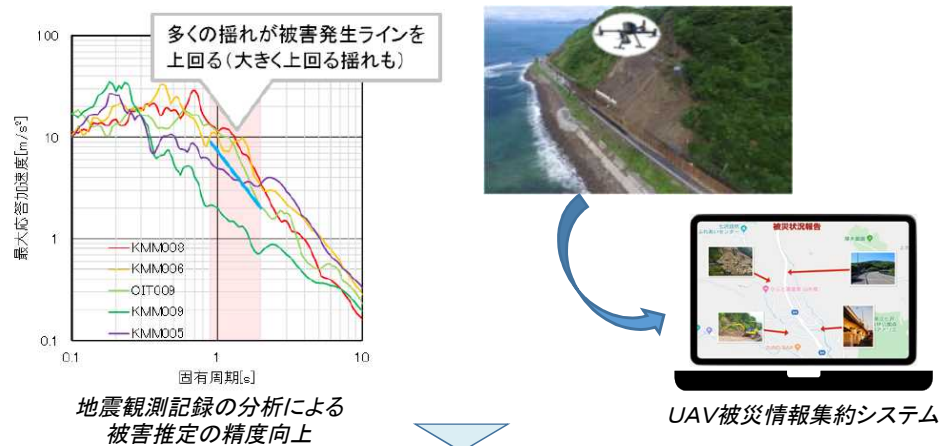 多くの揺れが被害発生ラインを
上回る(大きく上回る揺れも)
100
10
1
0.1
最大応答加速度[m/s²]
KMM008
KMM006
OIT009
KMM009
KMM005
0.1
1
10
固有周期[s]
地震観測記録の分析による
被害推定の精度向上
被災状況報告
UAV被災情報集約システム